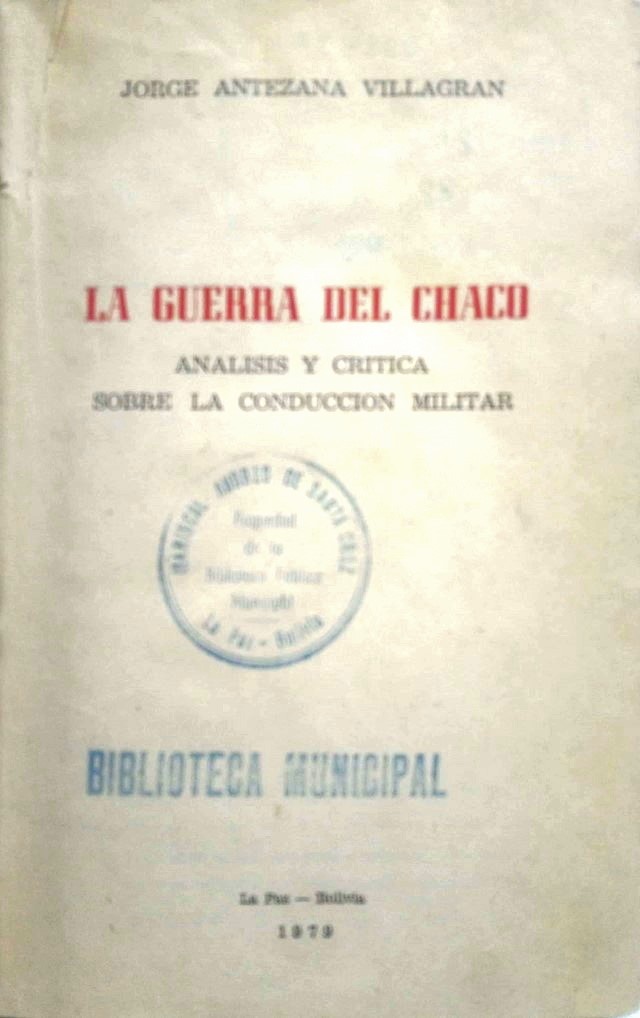 JORGE ANTEZANA VILLAGRAN
LA GUERRA DEL CHACO
ANALISIS Y CRITICA
SOBRE LA CONDUCCION MILITAR
MARISCAL ANDRES DE SANTA CRUZ
Propiedad
de la
Biblioteca Publica
Municipal
La Paz - Bolivia
BIBLIOTECA MUNICIPAL
La Paz — Bolivia
1979